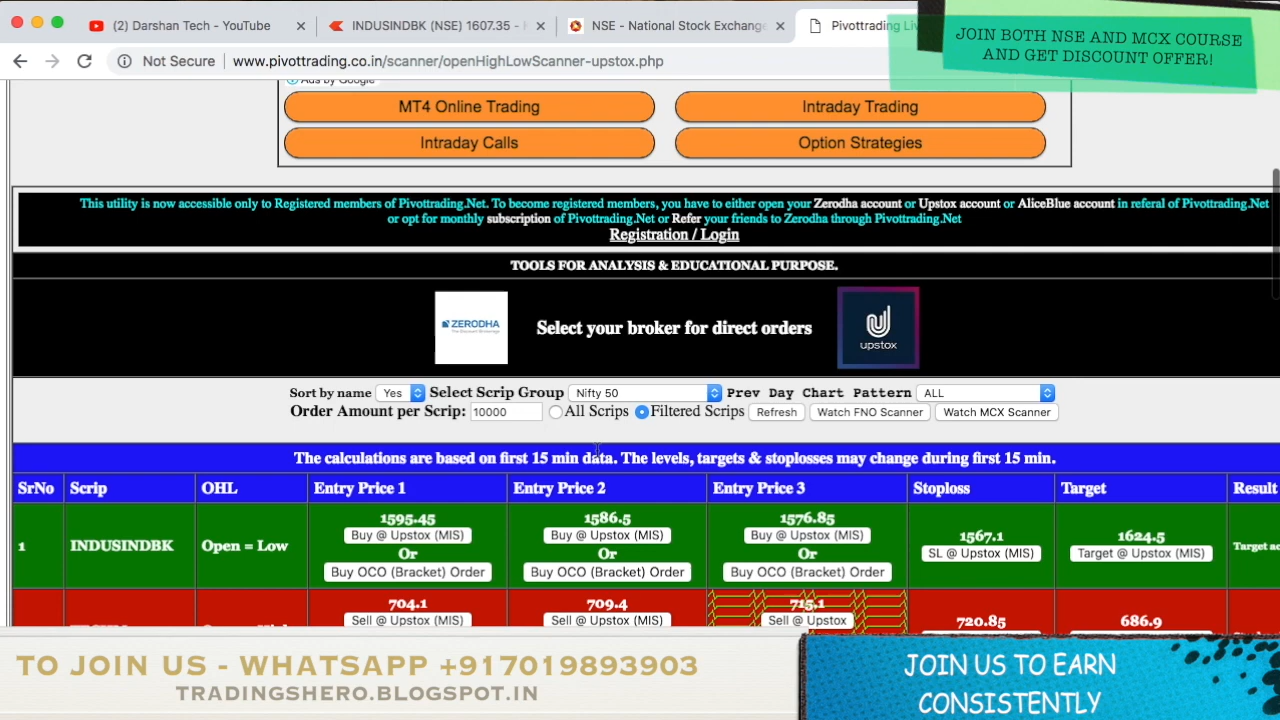 (2) Darshan Tech - YouTube
INDUSINDBK (NSE) 1607.35 -
NSE - National Stock Exchange
Pivottrading Li
JOIN BOTH NSE AND MCX COURSE
AND GET DISCOUNT OFFER!
Not Secure
www.pivottrading.co.in/scanner/openHighLowScanner-upstox.php
Ads by Google
MT4 Online Trading
Intraday Trading
Intraday Calls
Option Strategies
This utility is now accessible only to Registered members of Pivottrading.Net. To become registered members, you have to either open your Zerodha account or Upstox account or AliceBlue account in referal of Pivottrading.Net
or opt for monthly subscription of Pivottrading.Net or Refer your friends to Zerodha through Pivottrading.Net
Registration / Login
TOOLS FOR ANALYSIS & EDUCATIONAL PURPOSE.
ZERODHA
Select your broker for direct orders
upstox
Sort by name Yes Select Scrip Group Nifty 50 Prev Day Chart Pattern ALL
Order Amount per Scrip: 10000 All Scrips Filtered Scrips Refresh Watch FNO Scanner Watch MCX Scanner
The calculations are based on first 15 min data. The levels, targets & stoplosses may change during first 15 min.
SrNo Scrip OHL Entry Price 1 Entry Price 2 Entry Price 3 Stoploss Target Result
1595.45 1586.5 1576.85 1567.1 1624.5
Buy @ Upstox (MIS) Buy @ Upstox (MIS) Buy @ Upstox (MIS) SL @ Upstox (MIS) Target @ Upstox (MIS)
1 INDUSINDBK Open = Low Or Or Or Target ac
Buy OCO (Bracket) Order Buy OCO (Bracket) Order Buy OCO (Bracket) Order
704.1 709.4 715.1 720.85 686.9
Sell @ Upstox (MIS) Sell @ Upstox (MIS) Sell @ Upstox
TO JOIN US - WHATSAPP +917019893903
TRADINGSHERO.BLOGSPOT.IN
JOIN US TO EARN
CONSISTENTLY